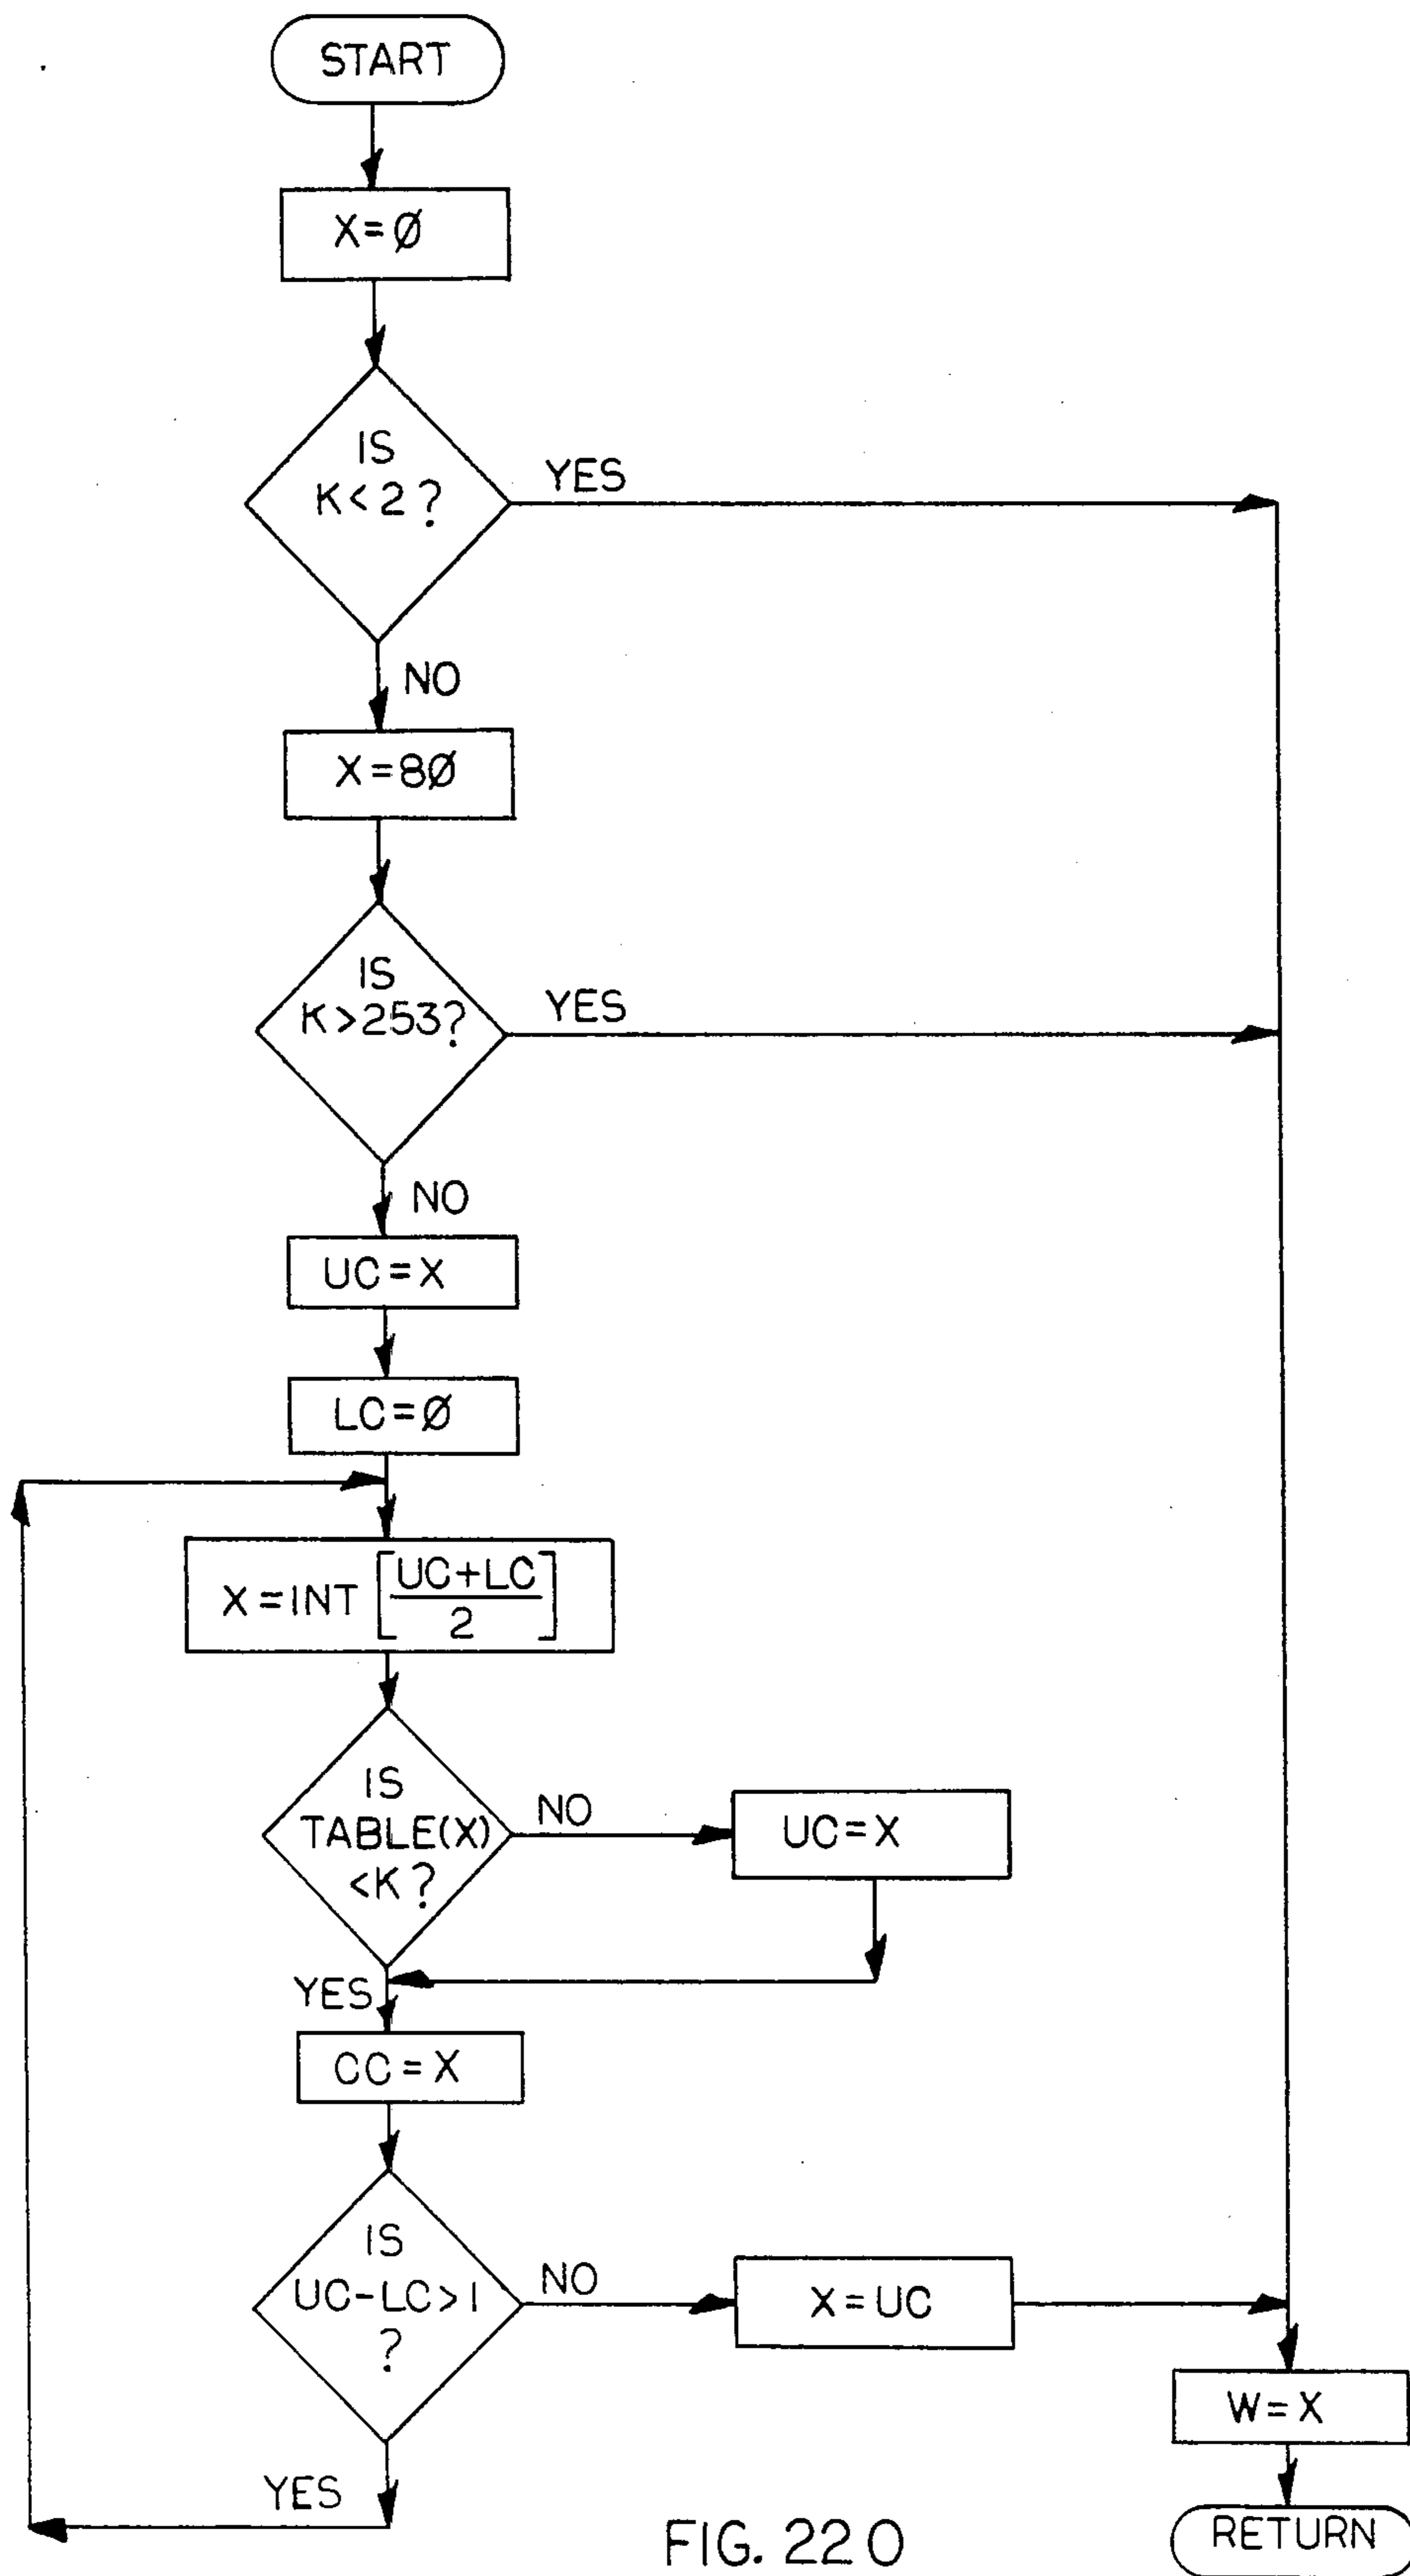 START
X=Ø
IS
K<2?
YES
NO
X=8Ø
IS
K>253?
YES
NO
UC=X
LC=Ø
X=INT [UC+LC
2]
IS
TABLE(X)
<K?
NO
UC=X
YES
CC=X
IS
UC-LC>1
?
NO
X=UC
W=X
YES
RETURN
FIG. 22O